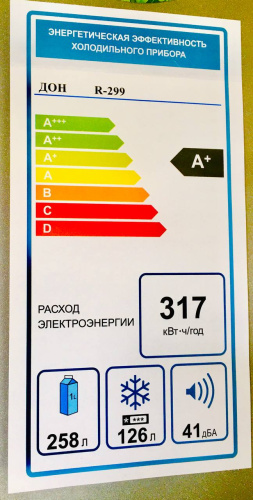 ЭНЕРГЕТИЧЕСКАЯ ЭФФЕКТИВНОСТЬ
ХОЛОДИЛЬНОГО ПРИБОРА
ДОН R-299
A+++
A++
A+
A
B
C
D
A+
РАСХОД
ЭЛЕКТРОЭНЕРГИИ
317
кВт·ч/год
1L
258 л
126 л
41 дБА